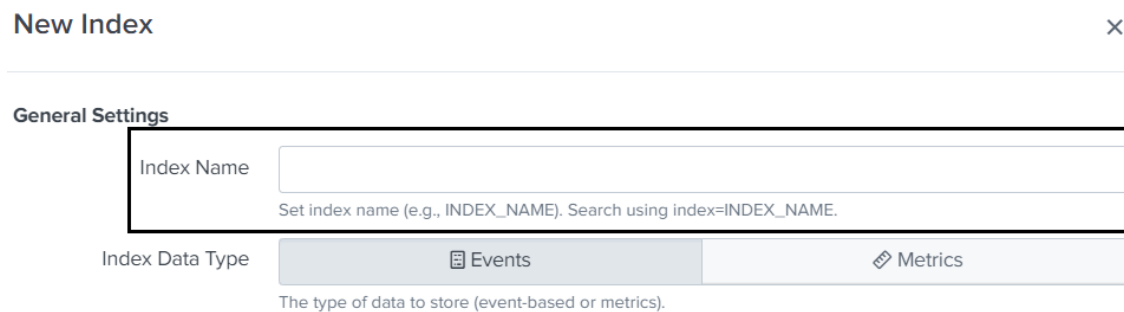 New Index
General Settings
Index Name
Set index name (e.g., INDEX_NAME). Search using index=INDEX_NAME.
Index Data Type Events Metrics
The type of data to store (event-based or metrics).